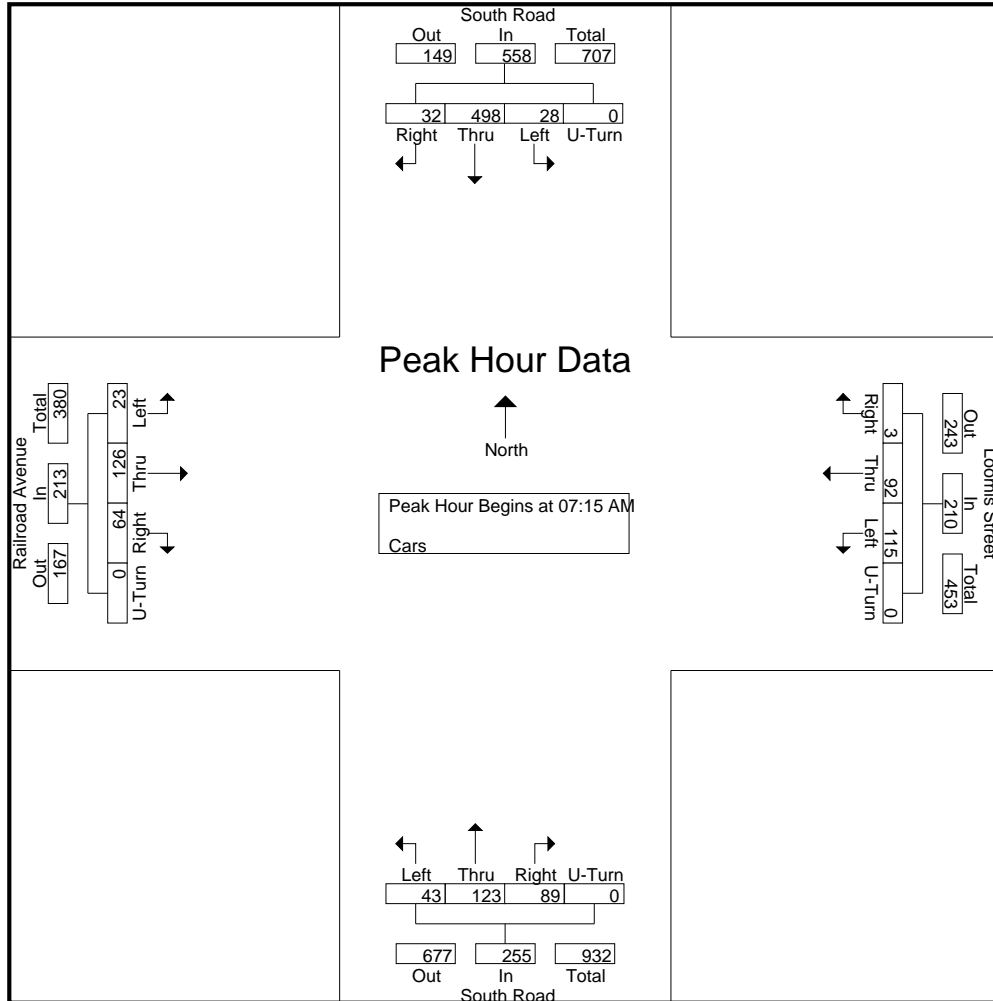 South Road
Out In Total
149 558 707
32 498 28 0
Right Thru Left U-Turn
Peak Hour Data
North
Peak Hour Begins at 07:15 AM
Cars
Railroad Avenue
Out In Total
167 213 380
0 64 126 23
U-Turn Right Thru Left
Loomis Street
Out In Total
243 210 453
3 92 115 0
Right Thru Left U-Turn
Left Thru Right U-Turn
43 123 89 0
677 255 932
Out In Total
South Road